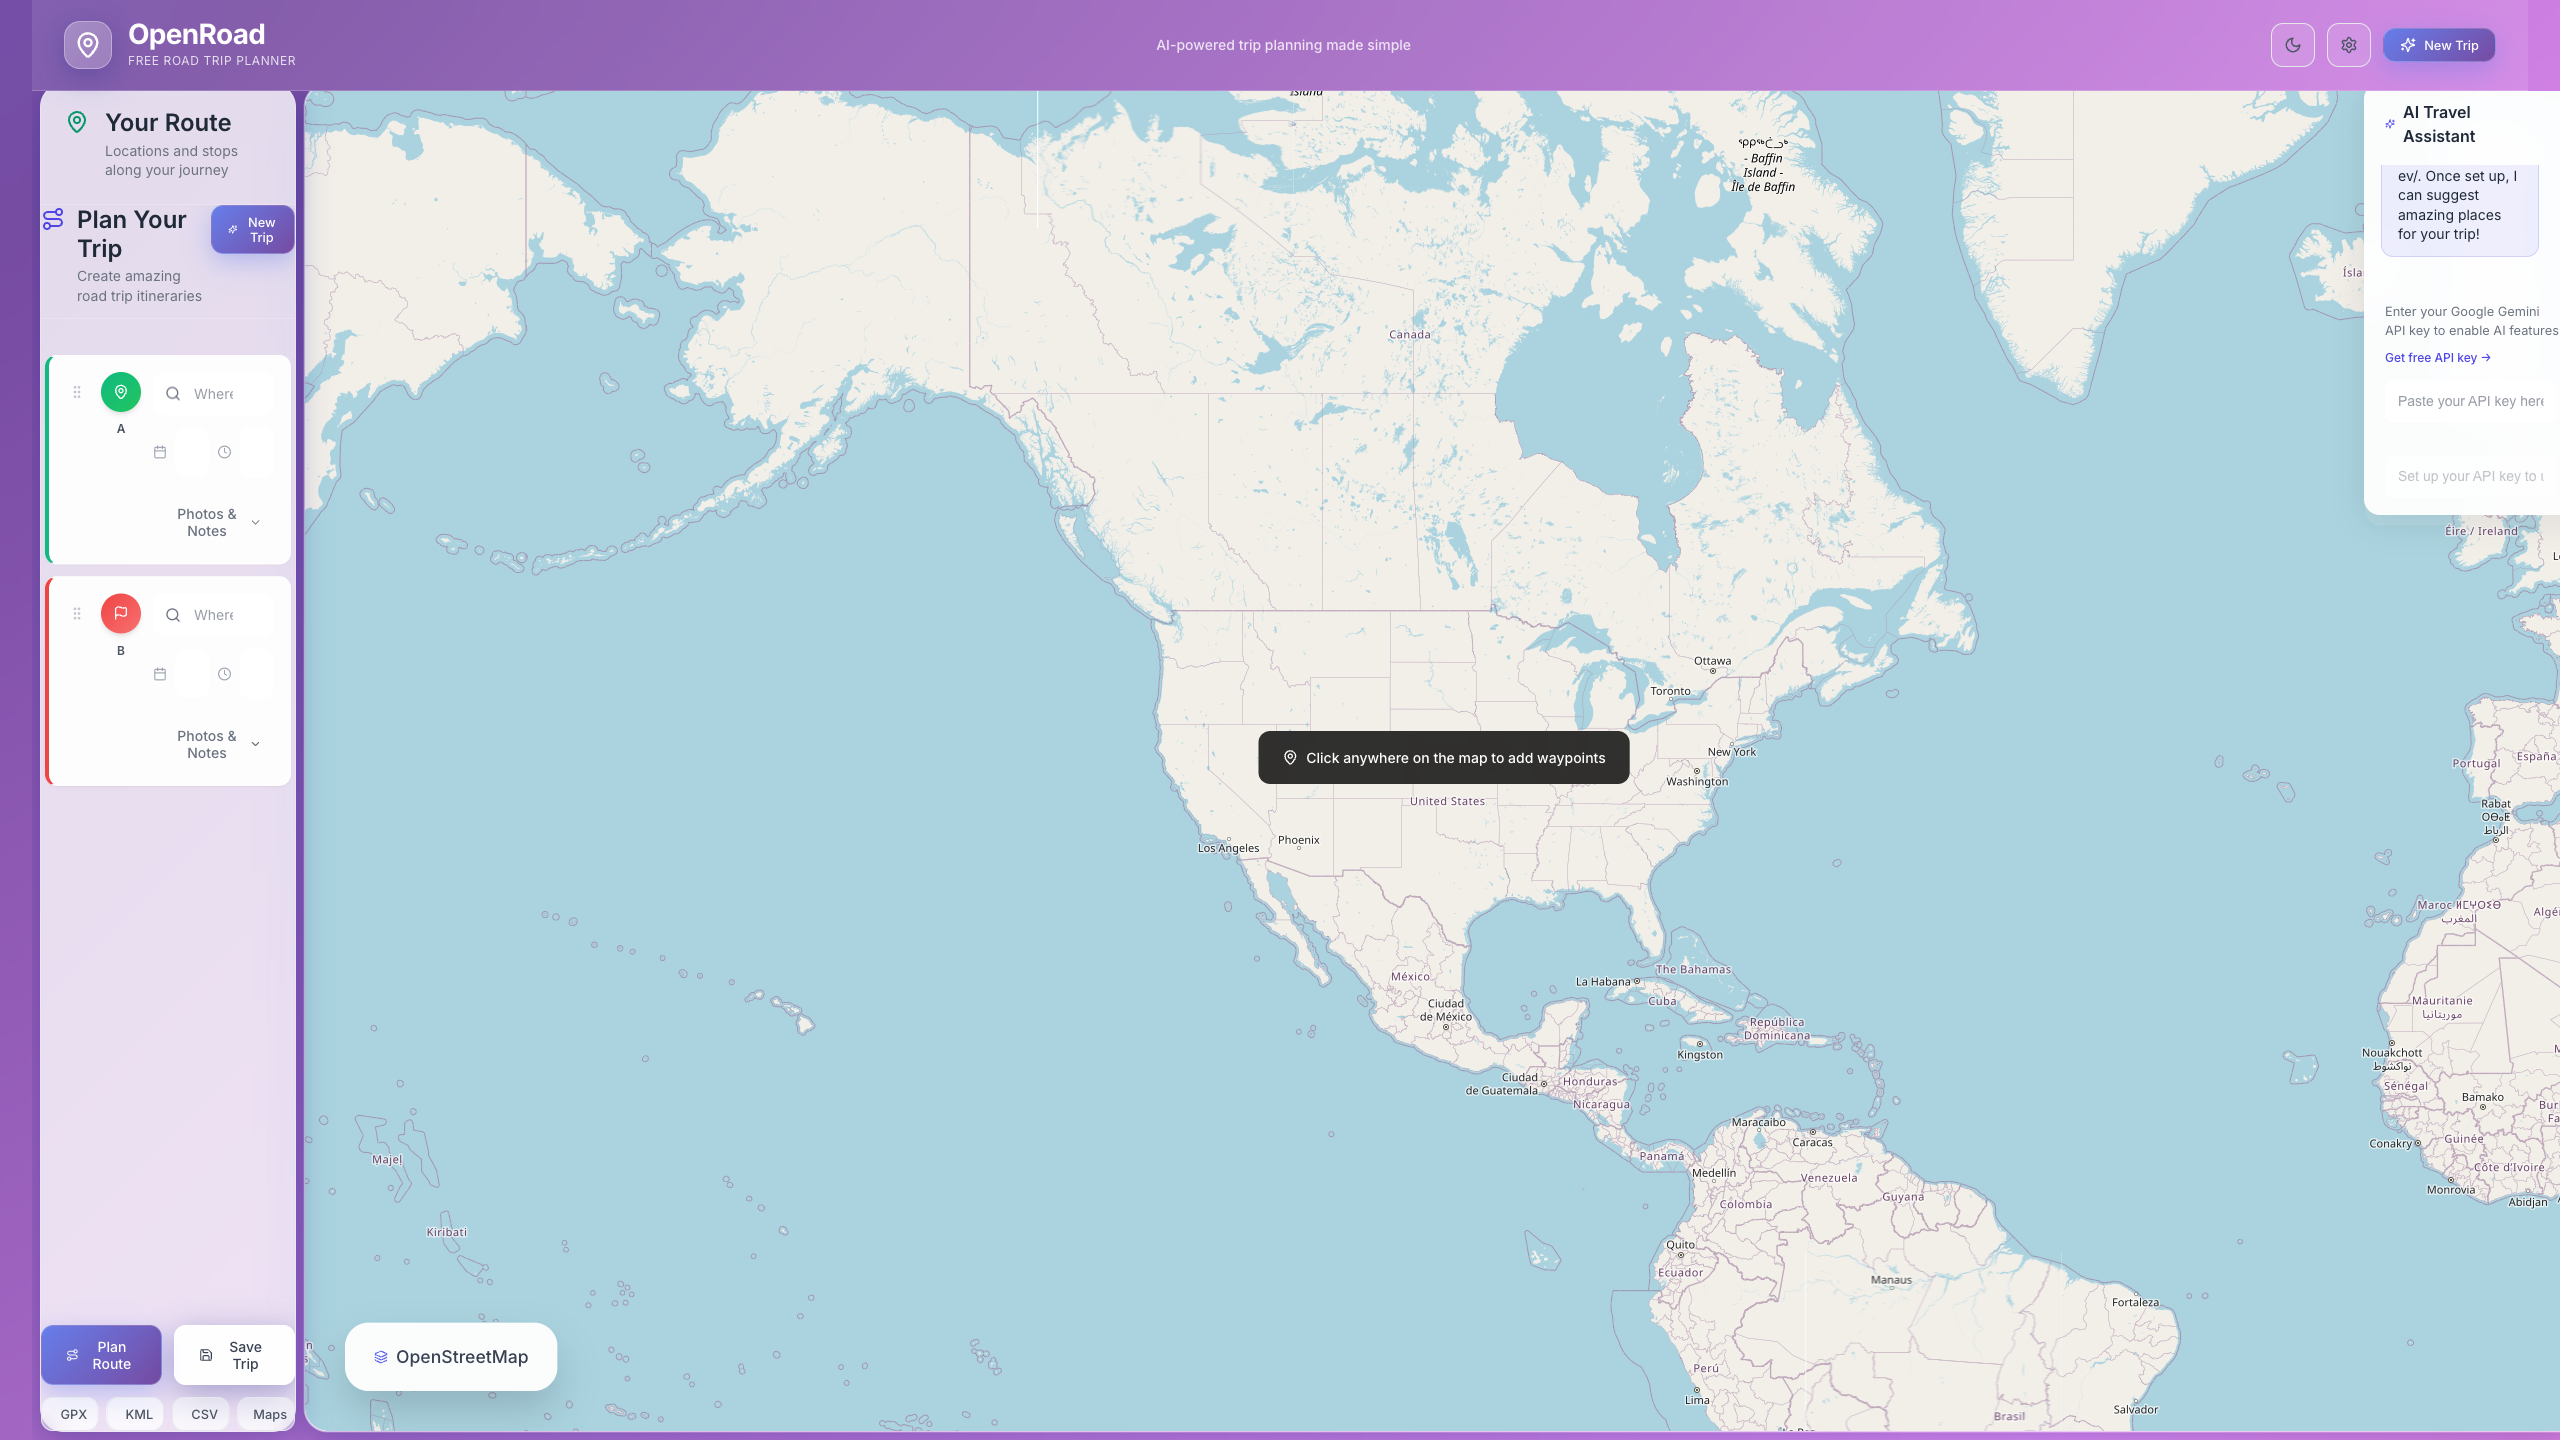 OpenRoad
FREE ROAD TRIP PLANNER
AI-powered trip planning made simple
New Trip
Your Route
Locations and stops
along your journey
Plan Your
Trip
New
Trip
Create amazing
road trip itineraries
A
Where
Photos &
Notes
B
Where
Photos &
Notes
Plan
Route
Save
Trip
GPX
KML
CSV
Maps
AI Travel
Assistant
ev/. Once set up, I
can suggest
amazing places
for your trip!
Enter your Google Gemini
API key to enable AI features
Get free API key →
Paste your API key here
Set up your API key to u
Click anywhere on the map to add waypoints
OpenStreetMap
Island
- Baffin
Island -
Île de Baffin
Canada
Ottawa
Toronto
New York
Washington
United States
Los Angeles
Phoenix
México
Ciudad
de México
La Habana
The Bahamas
Cuba
República
Dominicana
Kingston
Ciudad
de Guatemala
Honduras
Nicaragua
Panamá
Maracaibo
Caracas
Medellín
Venezuela
Colombia
Guyana
Quito
Ecuador
Manaus
Fortaleza
Perú
Lima
Brasil
Salvador
Majel
Kiribati
Éire / Ireland
Portugal
España
Rabat
ⵔⴱⴰⵟ
الرباط
Maroc ⵍⵎⵖⵔⵉⴱ
المغرب
Mauritanie
موريتانيا
Nouakchott
نواكشوط
Sénégal
Bamako
Conakry
Guinée
Côte d'Ivoire
Monrovia
Abidjan